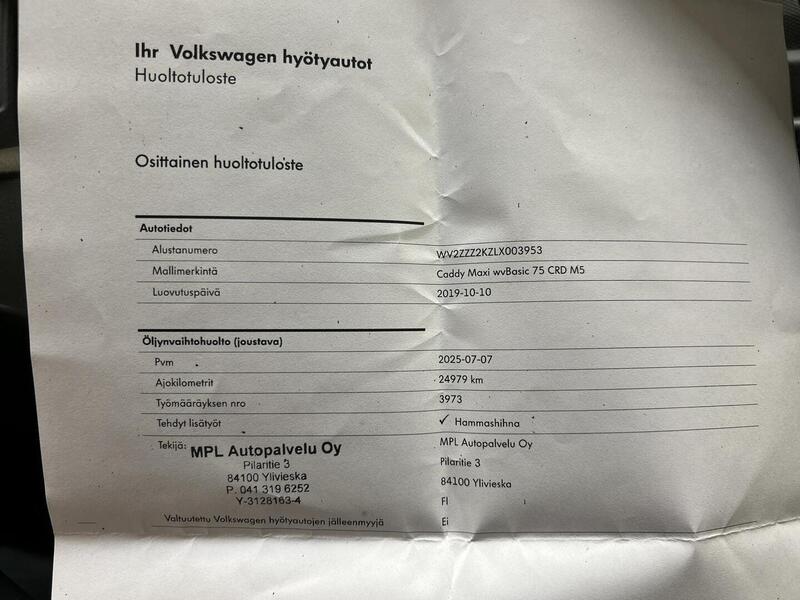 Ihr Volkswagen hyötyautot
Huoltotuloste
Osittainen huoltotuloste
Autotiedot
Alustanumero WV2ZZZ2KZLX003953
Mallimerkintä Caddy Maxi wvBasic 75 CRD M5
Luovutuspäivä 2019-10-10
Öljynvaihtohuolto (joustava)
Pvm 2025-07-07
Ajokilometrit 24979 km
Työmääräyksen nro 3973
Tehdyt lisätyöt ✓ Hammashihna
Tekijä: MPL Autopalvelu Oy
Pilaritie 3
84100 Ylivieska
P. 041 319 6252
Y-3128163-4
MPL Autopalvelu Oy
Pilaritie 3
84100 Ylivieska
FI
Valtuutettu Volkswagen hyötyautojen jälleenmyyjä Ei